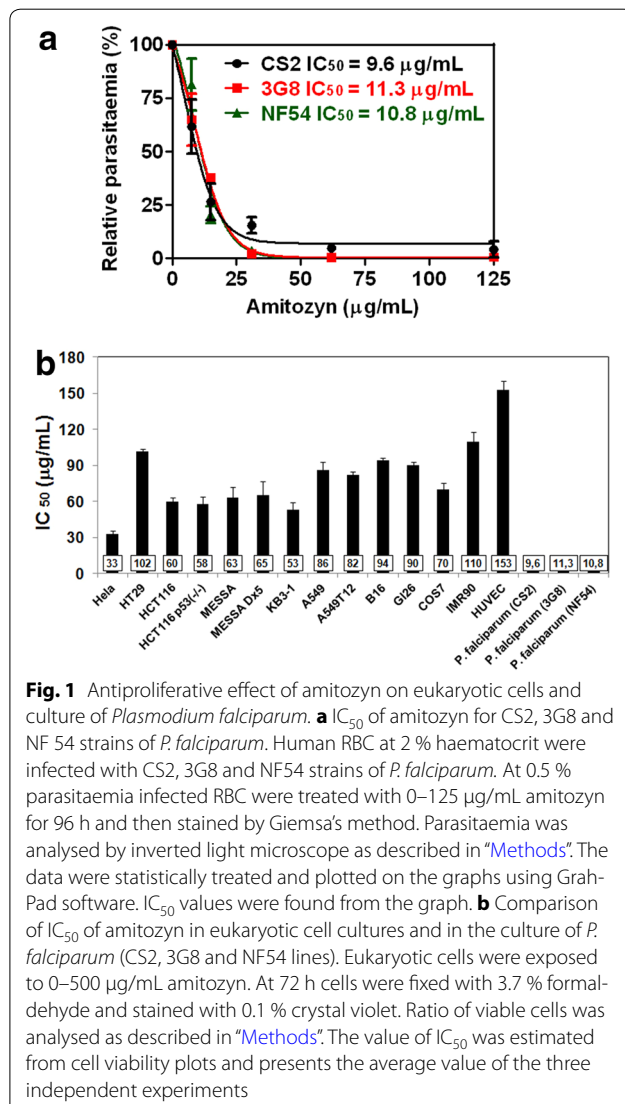 a
Relative parasitaemia (%)
100
75
50
25
0
CS2 IC50 = 9.6 µg/mL
3G8 IC50 = 11.3 µg/mL
NF54 IC50 = 10.8 µg/mL
0 25 50 75 100 125
Amitozyn (µg/mL)
b
IC 50 (µg/mL)
180
150
120
90
60
30
33 102 60 58 63 65 53 86 82 94 90 70 110 153 9,6 11,3 10,8
Hela
HT29
HCT116
HCT116 p53(-/-)
MESSA
MESSA Dx5
KB3-1
A549
A549T12
B16
GI26
COS7
IMR90
HUVEC
P. falciparum (CS2)
P. falciparum (3G8)
P. falciparum (NF54)
Fig. 1 Antiproliferative effect of amitozyn on eukaryotic cells and
culture of Plasmodium falciparum. a IC50 of amitozyn for CS2, 3G8 and
NF 54 strains of P. falciparum. Human RBC at 2 % haematocrit were
infected with CS2, 3G8 and NF54 strains of P. falciparum. At 0.5 %
parasitaemia infected RBC were treated with 0–125 µg/mL amitozyn
for 96 h and then stained by Giemsa's method. Parasitaemia was
analysed by inverted light microscope as described in “Methods”. The
data were statistically treated and plotted on the graphs using Grah-
Pad software. IC50 values were found from the graph. b Comparison
of IC50 of amitozyn in eukaryotic cell cultures and in the culture of P.
falciparum (CS2, 3G8 and NF54 lines). Eukaryotic cells were exposed
to 0–500 µg/mL amitozyn. At 72 h cells were fixed with 3.7 % formal-
dehyde and stained with 0.1 % crystal violet. Ratio of viable cells was
analysed as described in “Methods”. The value of IC50 was estimated
from cell viability plots and presents the average value of the three
independent experiments